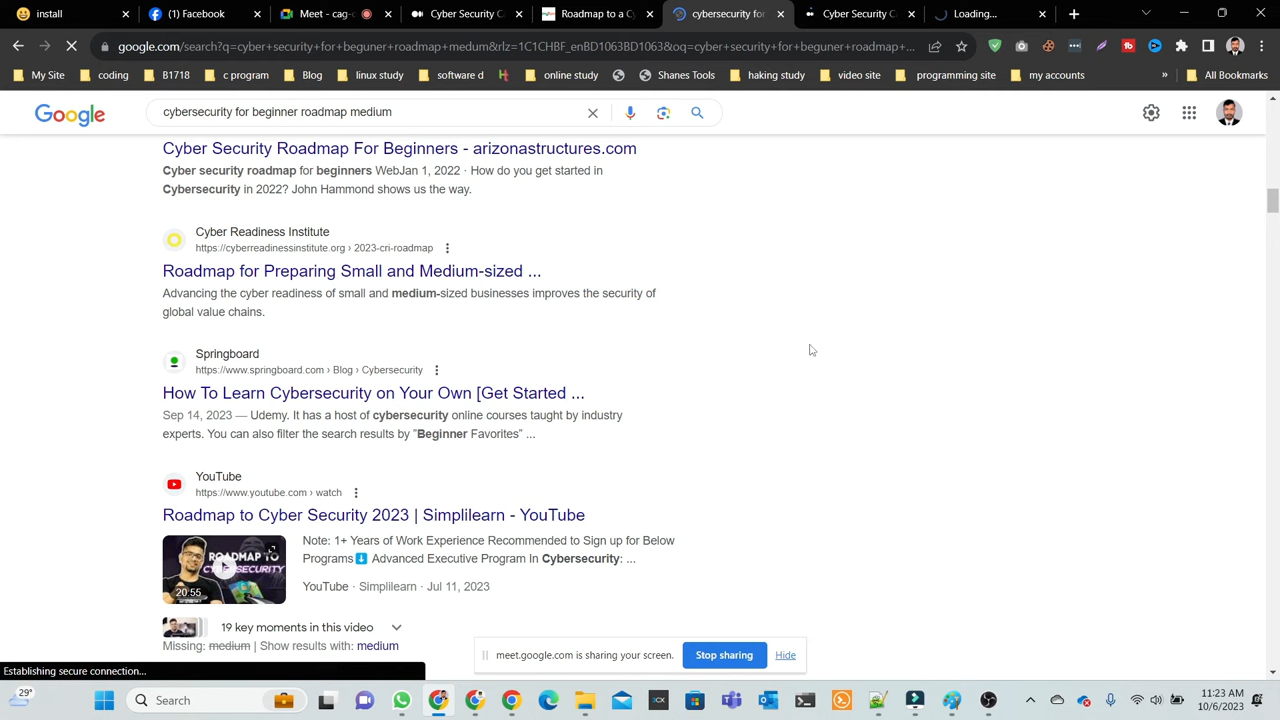 install
(1) Facebook
Meet - cag-c
Medium Cy
Roadmap to a Cy
cybersecurity for
Cyber Security C
Loading...
google.com/search?q=cyber+security+for+beguner+roadmap+medium&rlz=1C1CHBF_enBD1063BD1063&oq=cyber+security+for+beguner+roadmap+...
My Site
coding
B1718
c program
Blog
linux study
software d
online study
Shanes Tools
haking study
video site
programming site
my accounts
»
All Bookmarks
Google
cybersecurity for beginner roadmap medium
Cyber Security Roadmap For Beginners - arizonastructures.com
Cyber security roadmap for beginners WebJan 1, 2022 · How do you get started in
Cybersecurity in 2022? John Hammond shows us the way.
Cyber Readiness Institute
https://cyberreadinessinstitute.org › 2023-cri-roadmap
Roadmap for Preparing Small and Medium-sized ...
Advancing the cyber readiness of small and medium-sized businesses improves the security of
global value chains.
Springboard
https://www.springboard.com › Blog › Cybersecurity
How To Learn Cybersecurity on Your Own [Get Started ...
Sep 14, 2023 — Udemy. It has a host of cybersecurity online courses taught by industry
experts. You can also filter the search results by "Beginner Favorites" ...
YouTube
https://www.youtube.com › watch
Roadmap to Cyber Security 2023 | Simplilearn - YouTube
ROADMAP TO
CYBERSECURITY
20:55
Note: 1+ Years of Work Experience Recommended to Sign up for Below
Programs⬇ Advanced Executive Program In Cybersecurity: ...
YouTube · Simplilearn · Jul 11, 2023
19 key moments in this video
Missing: medium | Show results with: medium
meet.google.com is sharing your screen.
Stop sharing
Hide
Establishing secure connection...
29°
Search
11:23 AM
10/6/2023